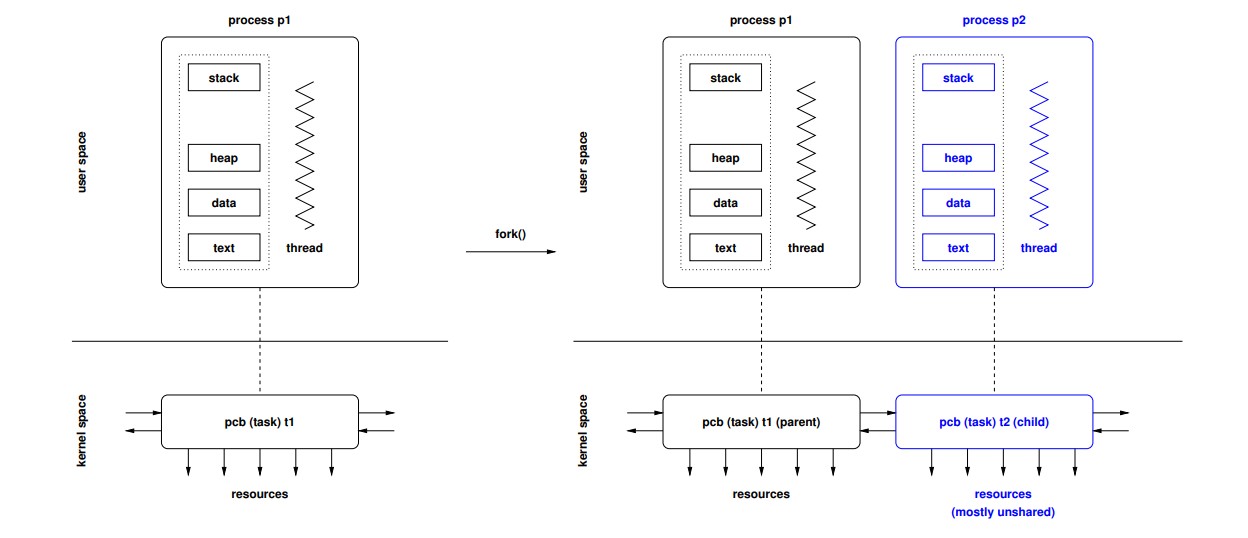 process p1
stack
heap
data
text
thread
user space
pcb (task) t1
kernel space
resources
fork()
process p1
stack
heap
data
text
thread
user space
pcb (task) t1 (parent)
kernel space
resources
process p2
stack
heap
data
text
thread
pcb (task) t2 (child)
resources
(mostly unshared)